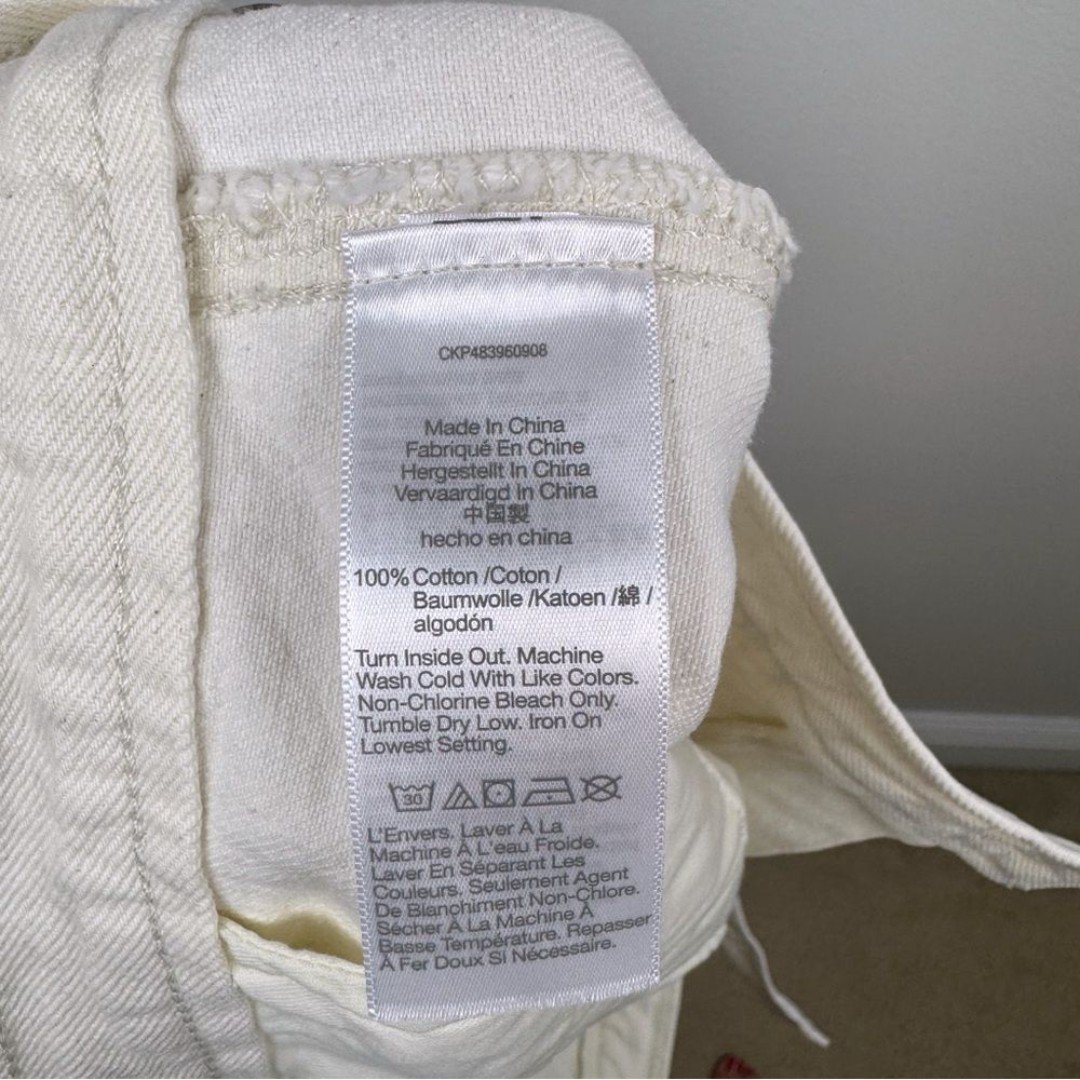 CKP483960908
Made In China
Fabriqué En Chine
Hergestellt In China
Vervaardigd in China
中国製
hecho en china
100% Cotton /Coton /
Baumwolle /Katoen /綿 /
algodón
Turn Inside Out. Machine
Wash Cold With Like Colors.
Non-Chlorine Bleach Only.
Tumble Dry Low. Iron On
Lowest Setting.
30
L'Envers. Laver À La
Machine À L'eau Froide.
Laver En Séparant Les
Couleurs. Seulement Agent
De Blanchiment Non-Chlore.
Sécher À La Machine À
Basse Température. Repasser
À Fer Doux Si Nécessaire.